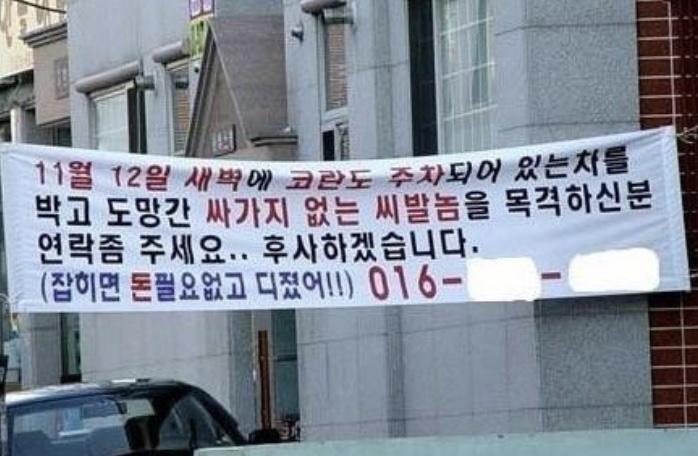 11월 12일 새벽에 코란도 주차되어 있는차를
박고 도망간 싸가지 없는 씨발놈을 목격하신분
연락좀 주세요.. 후사하겠습니다.
(잡히면 돈필요없고 디졌어!!) 016- -